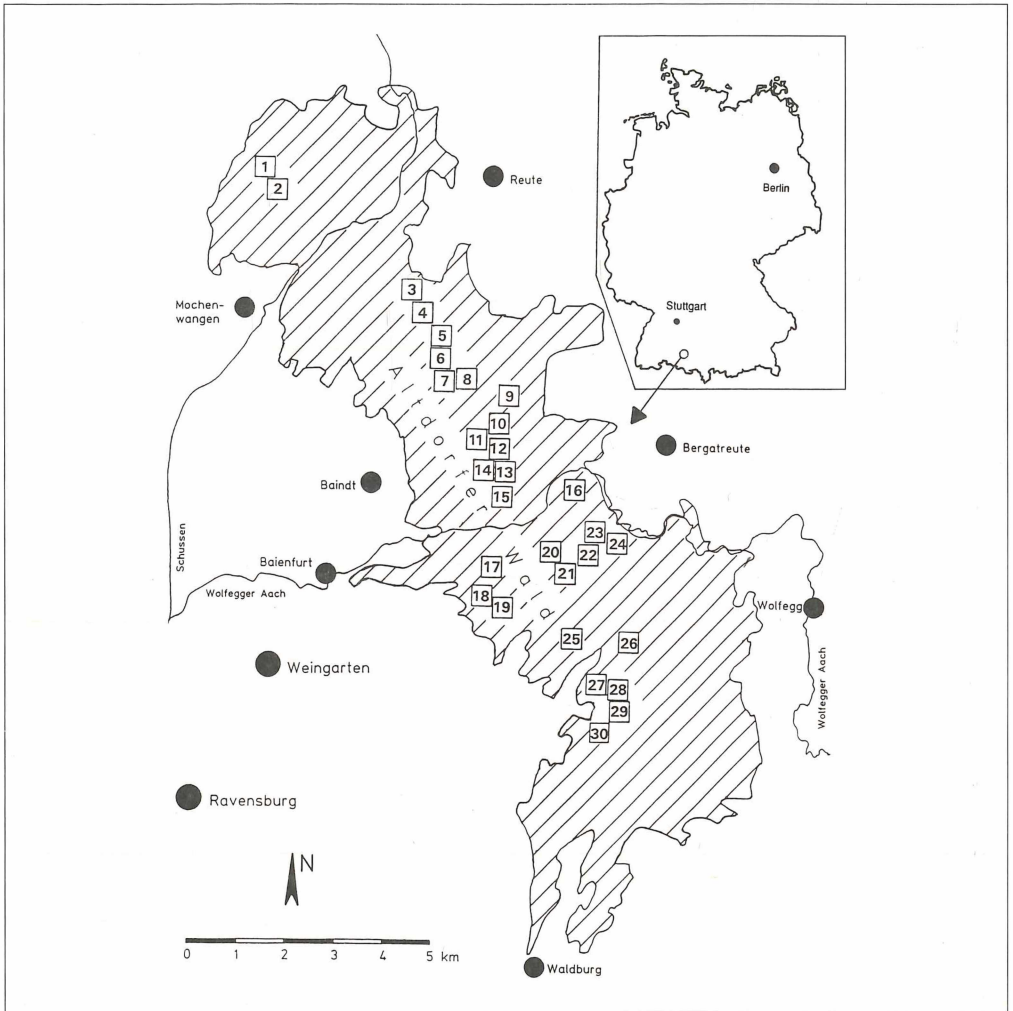 Reute
Berlin
Stuttgart
Mochen-
wangen
Bergatreute
Baindt
Altdorfer Wald
Schussen
Baienfurt
Wolfegger Aach
Wolfegg
Wolfegger Aach
Weingarten
Ravensburg
N
0 1 2 3 4 5 km
Waldburg
1
2
3
4
5
6
7
8
9
10
11
12
14
13
15
16
23
24
20
22
21
17
18
19
25
26
27
28
29
30